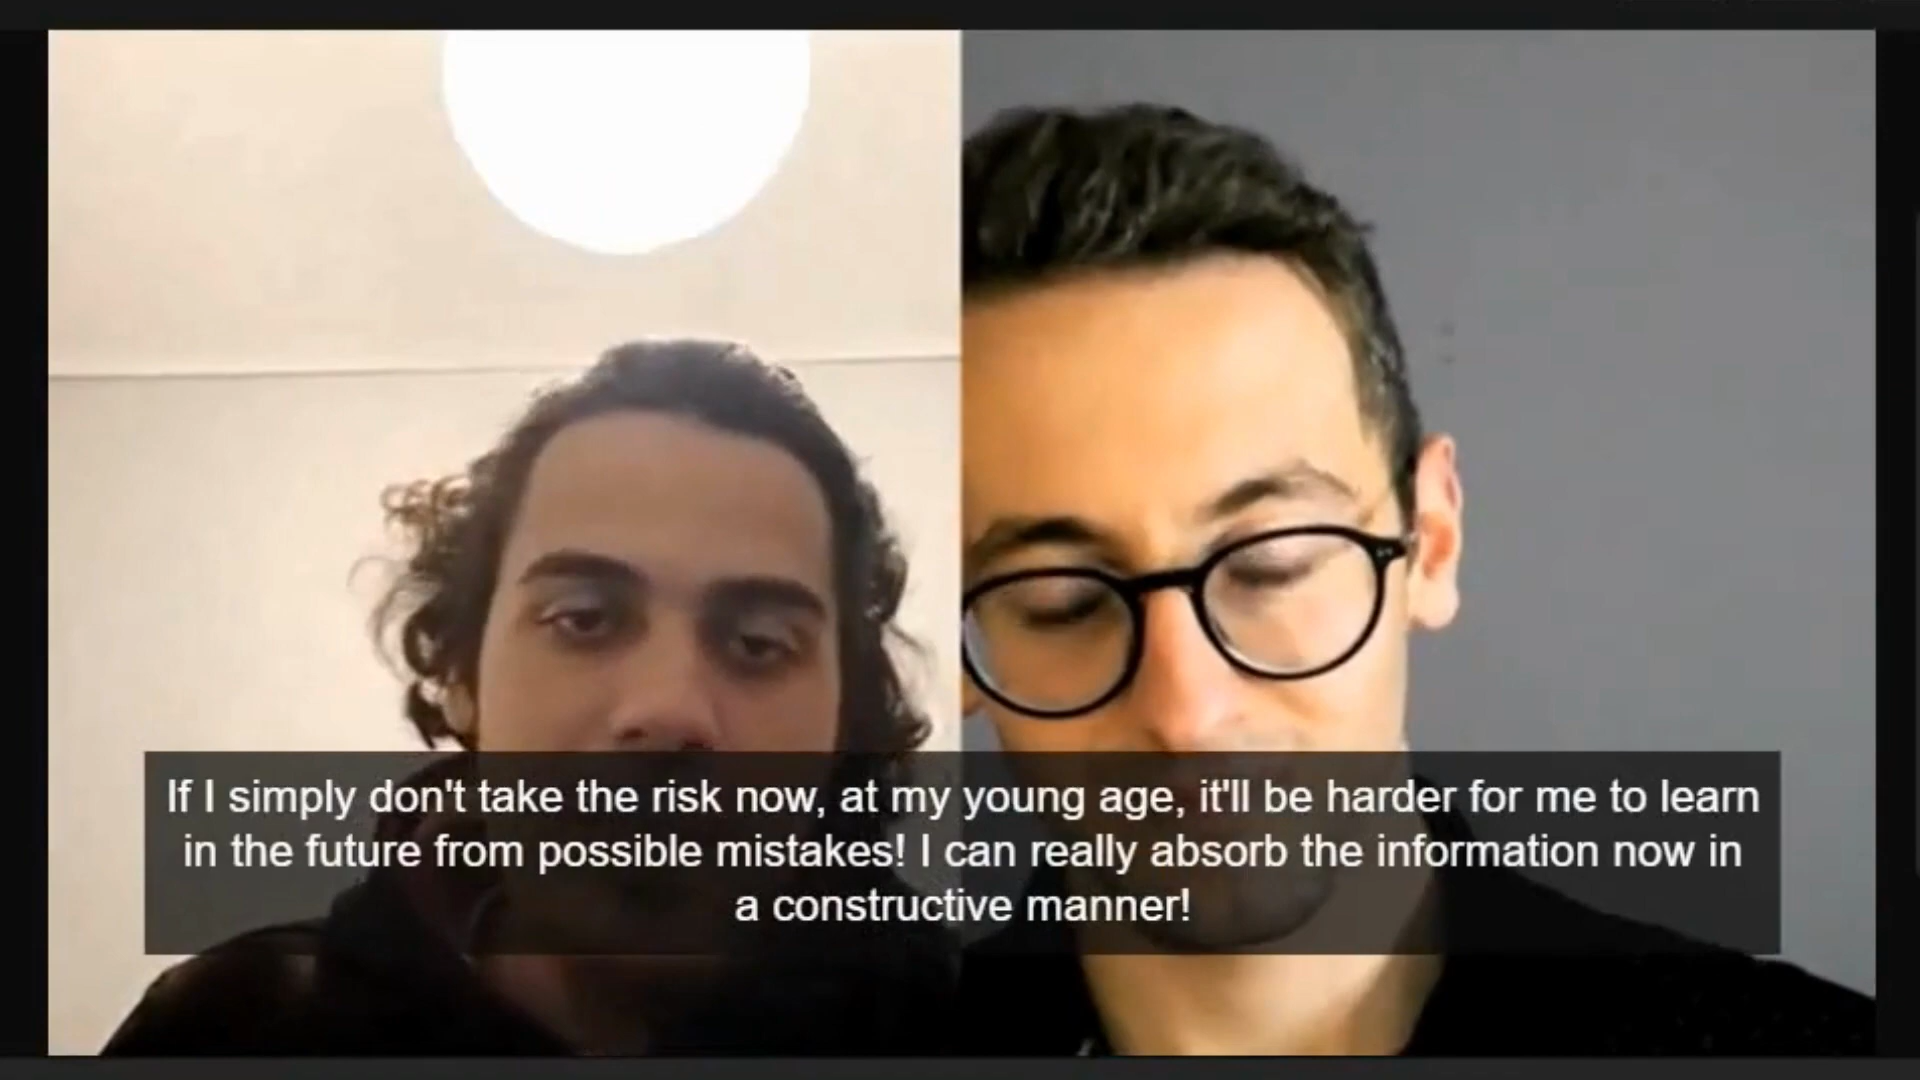 If I simply don't take the risk now, at my young age, it'll be harder for me to learn
in the future from possible mistakes! I can really absorb the information now in
a constructive manner!